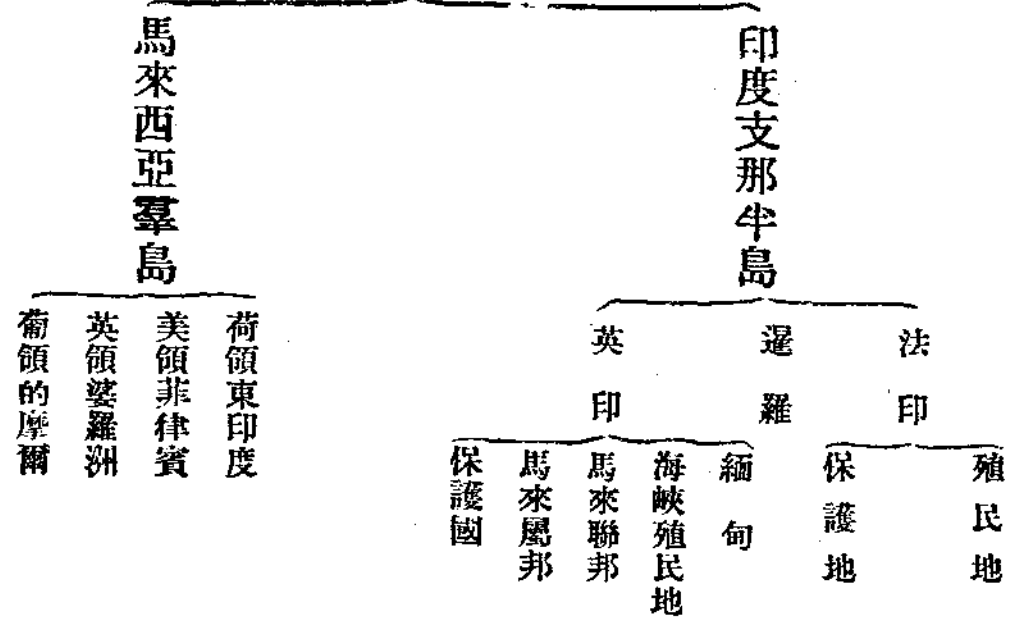 印度支那半島
法印
殖民地
保護地
暹羅
英印
緬甸
海峽殖民地
馬來聯邦
馬來屬邦
保護國
馬來西亞羣島
荷領東印度
美領菲律賓
英領婆羅洲
葡領的摩爾